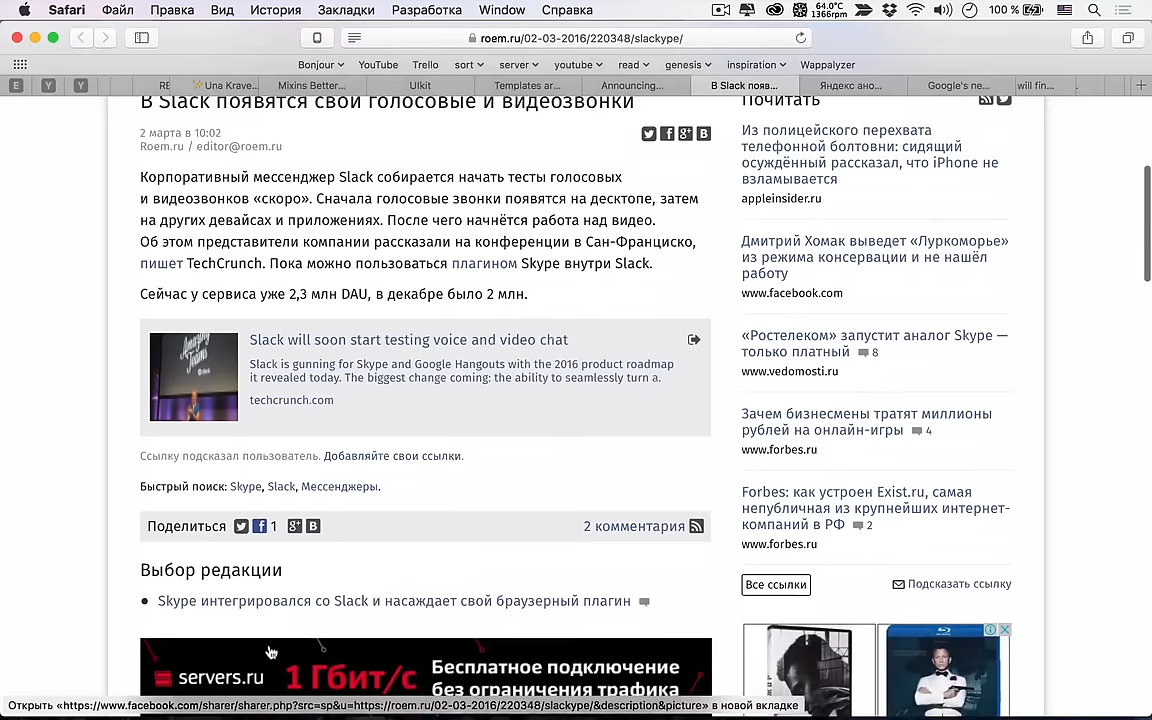 Safari Файл Правка Вид История Закладки Разработка Window Справка
64.0°C
1366rpm
100 %
roem.ru/02-03-2016/220348/slackype/
Bonjour YouTube Trello sort server youtube read genesis inspiration Wappalyzer
E Y Y RE ✨Una Krave... Mixins Better... UIkit Templates ar... Announcing... В Slack появ... Яндекс ано... Google's ne... will fin...
В Slack появятся свои голосовые и видеозвонки
2 марта в 10:02
Roem.ru / editor@roem.ru
Корпоративный мессенджер Slack собирается начать тесты голосовых
и видеозвонков «скоро». Сначала голосовые звонки появятся на десктопе, затем
на других девайсах и приложениях. После чего начнётся работа над видео.
Об этом представители компании рассказали на конференции в Сан-Франциско,
пишет TechCrunch. Пока можно пользоваться плагином Skype внутри Slack.
Сейчас у сервиса уже 2,3 млн DAU, в декабре было 2 млн.
Slack will soon start testing voice and video chat
Slack is gunning for Skype and Google Hangouts with the 2016 product roadmap
it revealed today. The biggest change coming: the ability to seamlessly turn a.
techcrunch.com
Ссылку подсказал пользователь. Добавляйте свои ссылки.
Быстрый поиск: Skype, Slack, Мессенджеры.
Поделиться 1
2 комментария
Выбор редакции
Skype интегрировался со Slack и насаждает свой браузерный плагин
servers.ru 1 Гбит/с
Бесплатное подключение
без ограничения трафика
Почитать
Из полицейского перехвата
телефонной болтовни: сидящий
осуждённый рассказал, что iPhone не
взламывается
appleinsider.ru
Дмитрий Хомак выведет «Луркоморье»
из режима консервации и не нашёл
работу
www.facebook.com
«Ростелеком» запустит аналог Skype —
только платный 8
www.vedomosti.ru
Зачем бизнесмены тратят миллионы
рублей на онлайн-игры 4
www.forbes.ru
Forbes: как устроен Exist.ru, самая
непубличная из крупнейших интернет-
компаний в РФ 2
www.forbes.ru
Все ссылки
Подсказать ссылку
Открыть «https://www.facebook.com/sharer/sharer.php?src=sp&u=https://roem.ru/02-03-2016/220348/slackype/&description&picture» в новой вкладке